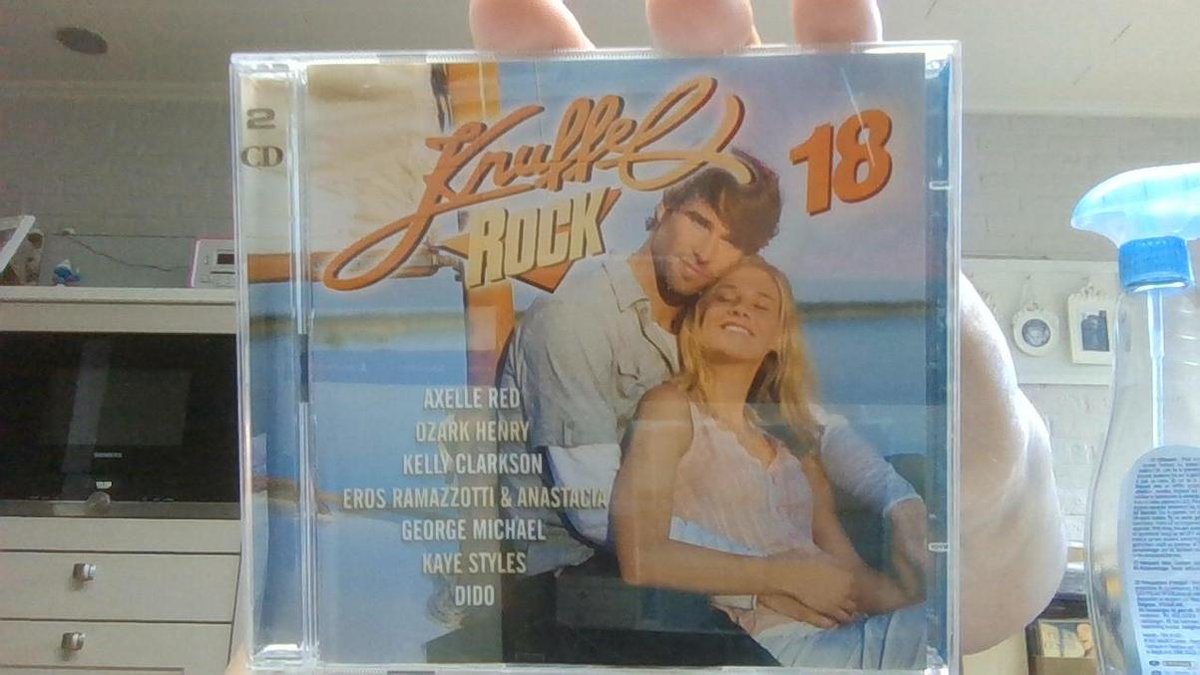 2
CD
Knuffel
ROCK
18
AXELLE RED
OZARK HENRY
KELLY CLARKSON
EROS RAMAZZOTTI & ANASTACIA
GEORGE MICHAEL
KAYE STYLES
DIDO
SIEMENS